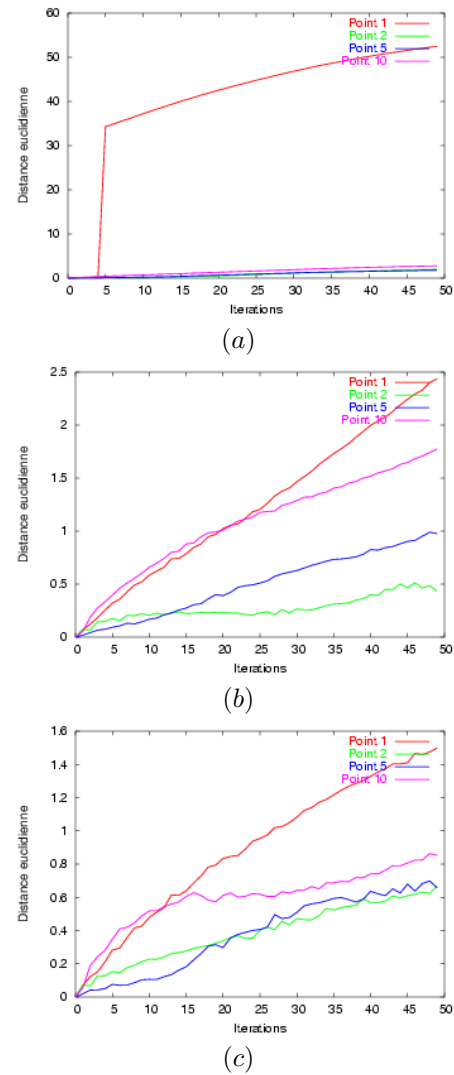 60
50
40
30
20
10
0
Distance euclidienne
Point 1
Point 2
Point 5
Point 10
0 5 10 15 20 25 30 35 40 45 50
Iterations
(a)
2.5
2
1.5
1
0.5
0
Distance euclidienne
Point 1
Point 2
Point 5
Point 10
0 5 10 15 20 25 30 35 40 45 50
Iterations
(b)
1.6
1.4
1.2
1
0.8
0.6
0.4
0.2
0
Distance euclidienne
Point 1
Point 2
Point 5
Point 10
0 5 10 15 20 25 30 35 40 45 50
Iterations
(c)